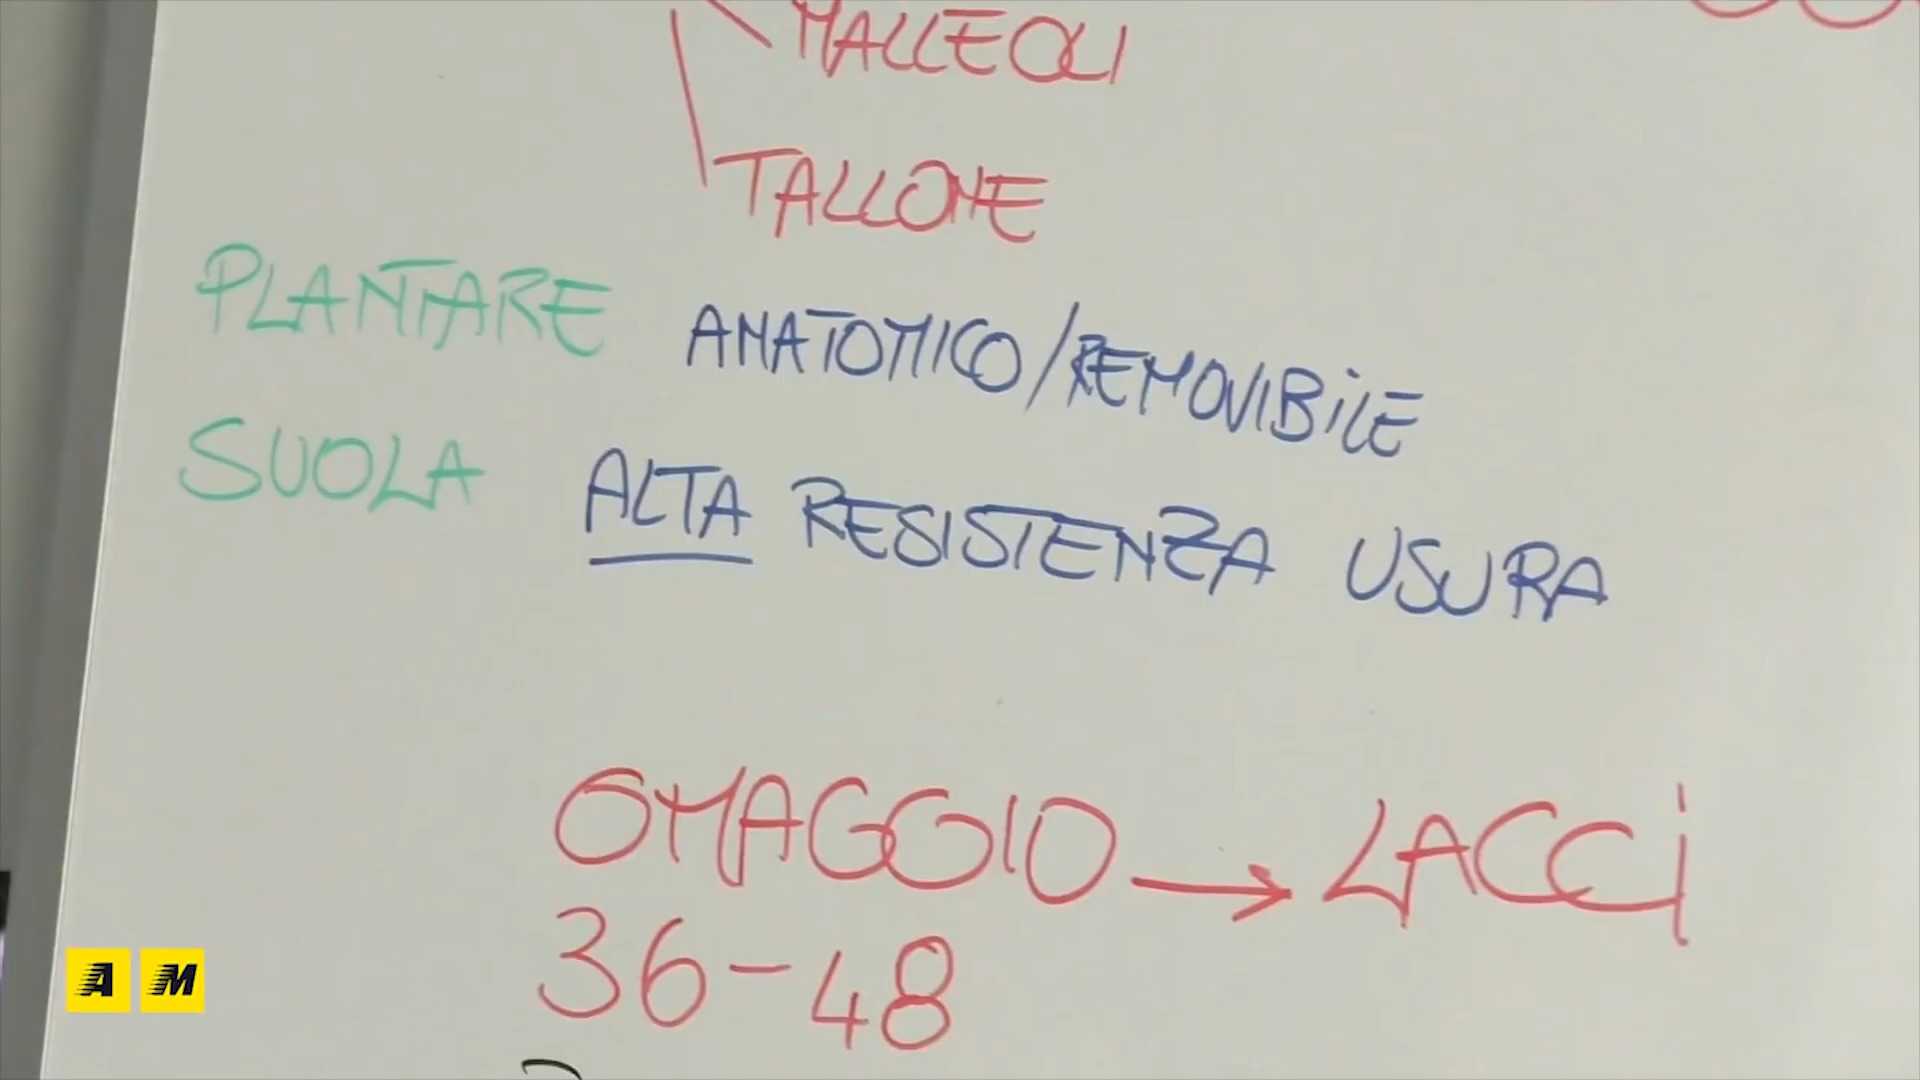 MALLEOLI
TALLONE
PLANTARE ANATOMICO/REMOVIBILE
SUOLA ALTA RESISTENZA USURA
OMAGGIO → LACCI
36-48
A M